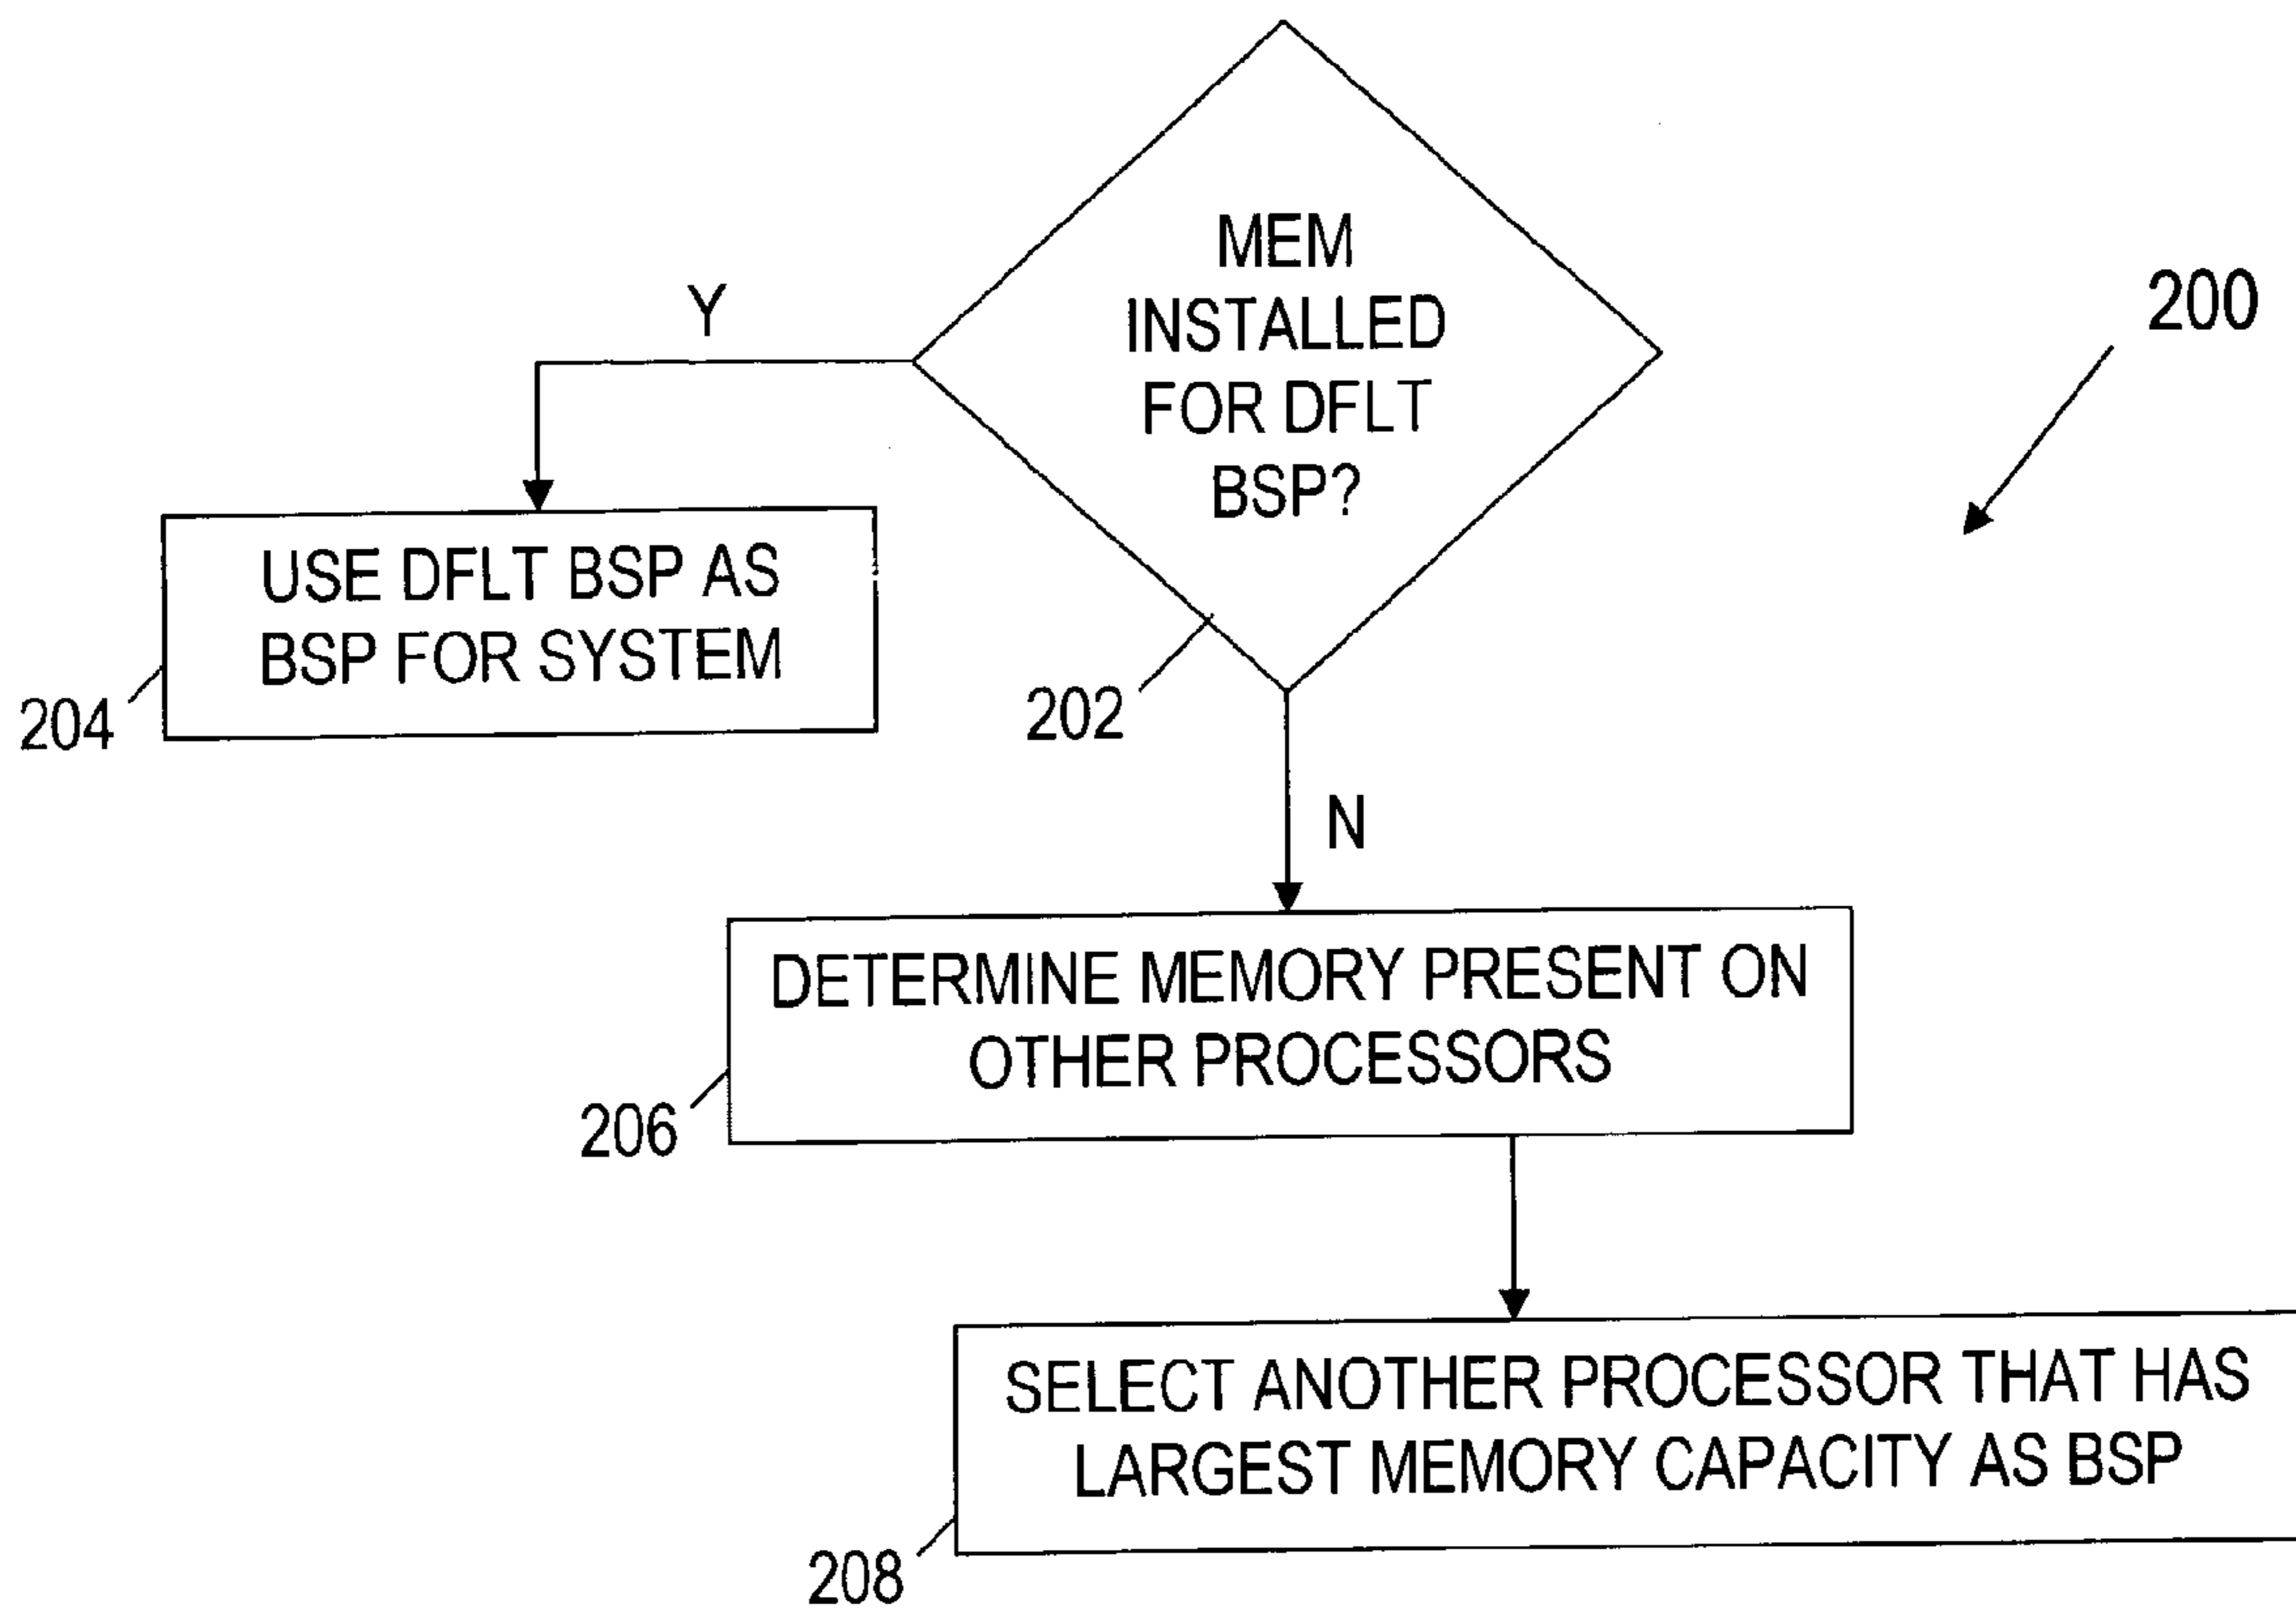 MEM
INSTALLED
FOR DFLT
BSP?
Y
200
USE DFLT BSP AS
BSP FOR SYSTEM
204
202
N
DETERMINE MEMORY PRESENT ON
OTHER PROCESSORS
206
SELECT ANOTHER PROCESSOR THAT HAS
LARGEST MEMORY CAPACITY AS BSP
208